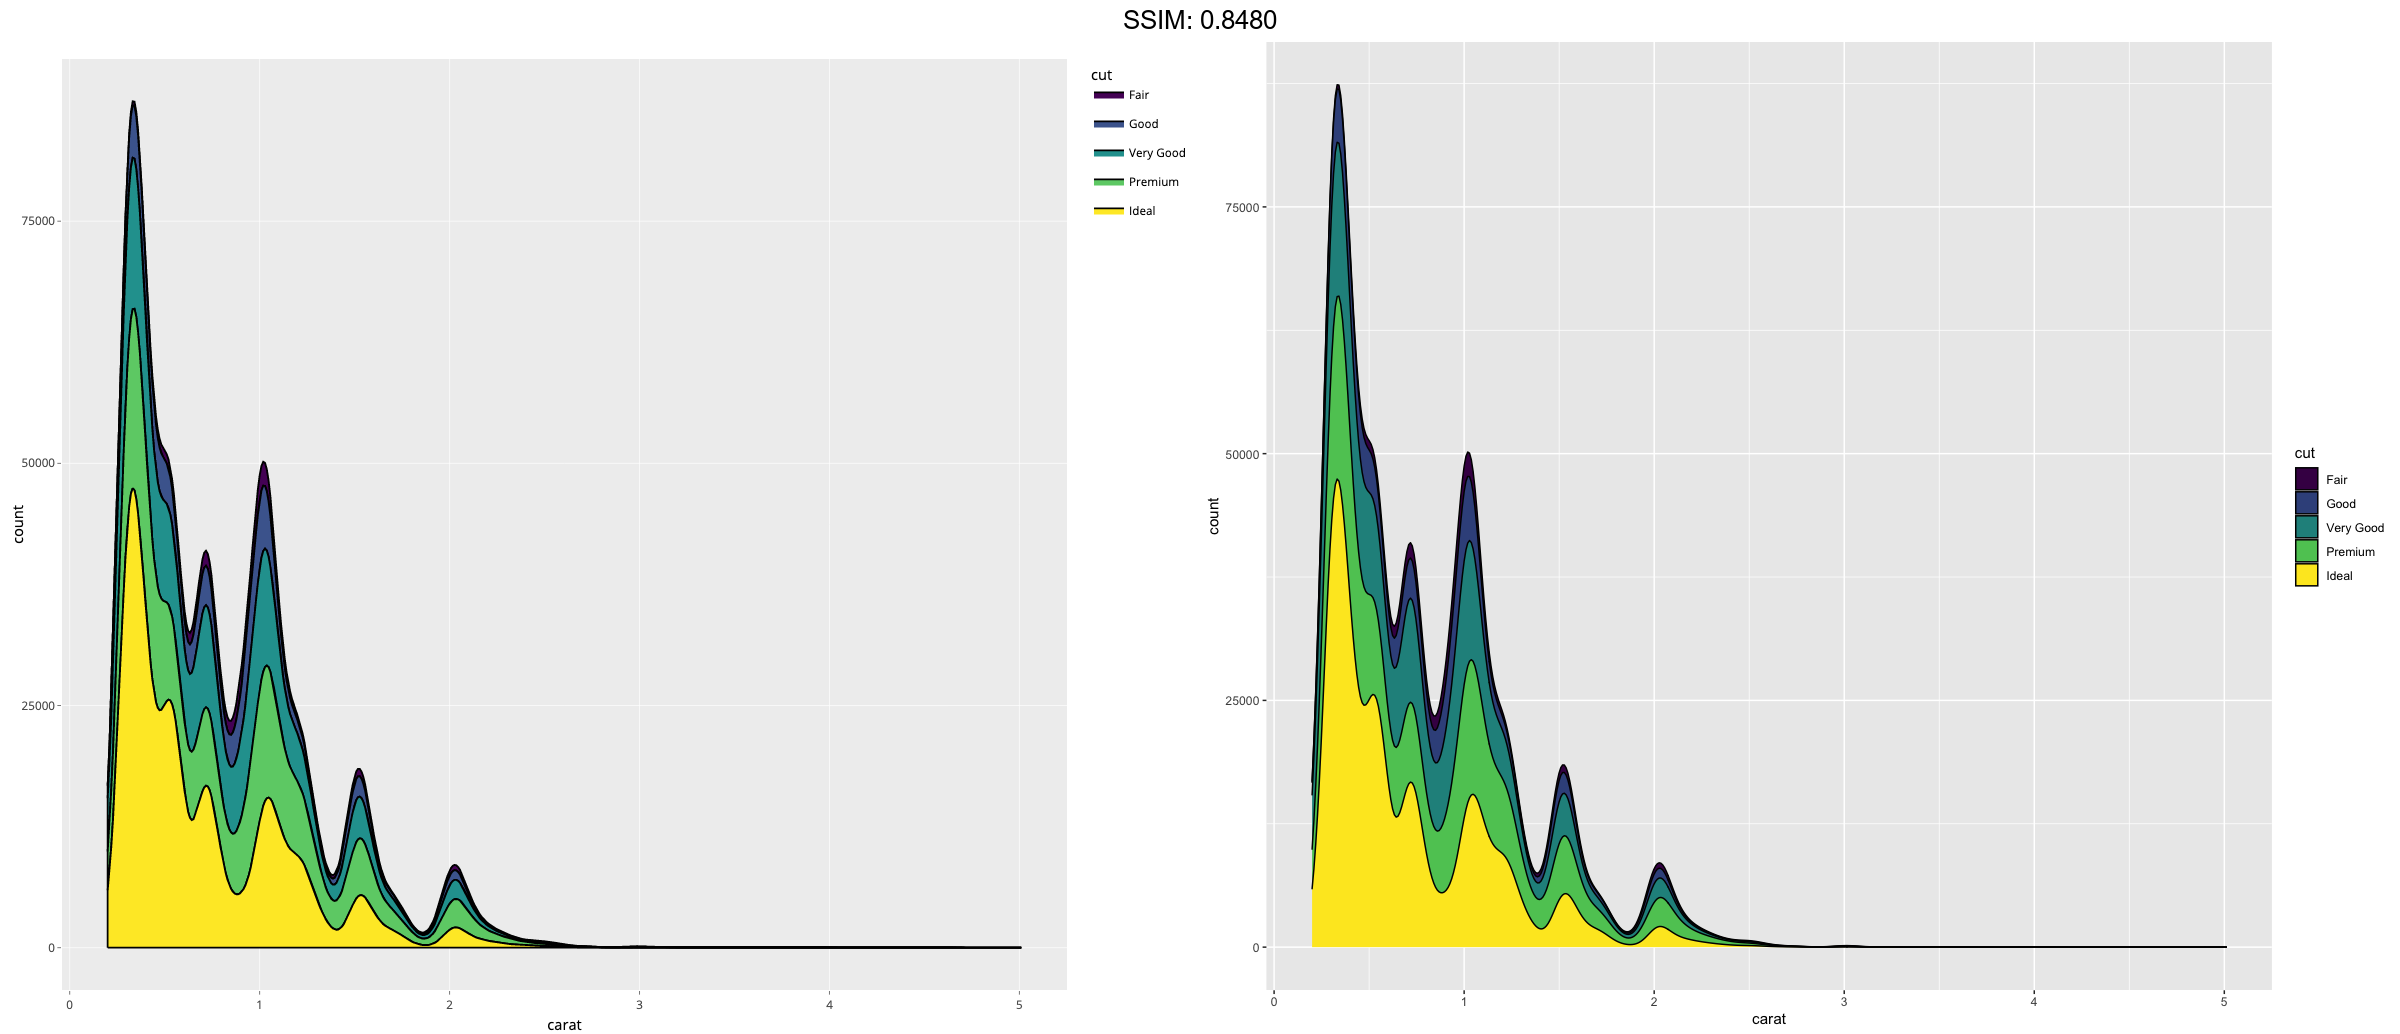 SSIM: 0.8480
cut
Fair
Good
Very Good
Premium
Ideal
75000
50000
25000
0
count
0 1 2 3 4 5
carat
75000
50000
25000
0
count
0 1 2 3 4 5
carat
cut
Fair
Good
Very Good
Premium
Ideal